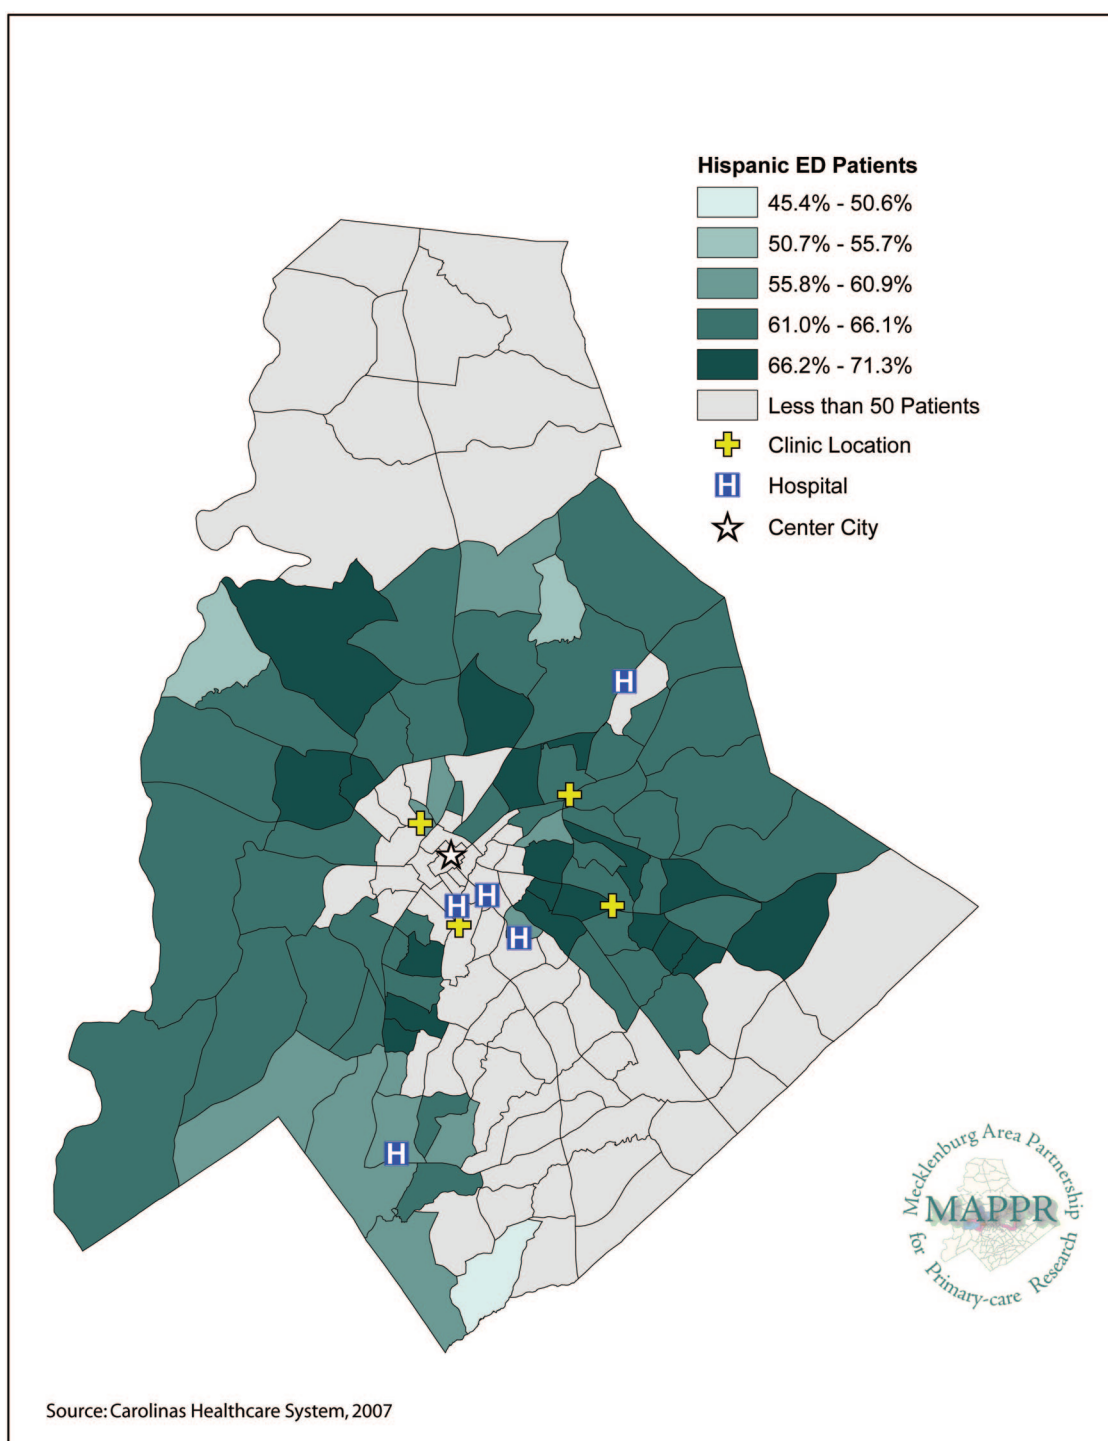 Hispanic ED Patients
45.4% - 50.6%
50.7% - 55.7%
55.8% - 60.9%
61.0% - 66.1%
66.2% - 71.3%
Less than 50 Patients
Clinic Location
H Hospital
Center City
H
H
H
H
H
Mecklenburg Area Partnership
MAPPR
for Primary-care Research
Source: Carolinas Healthcare System, 2007